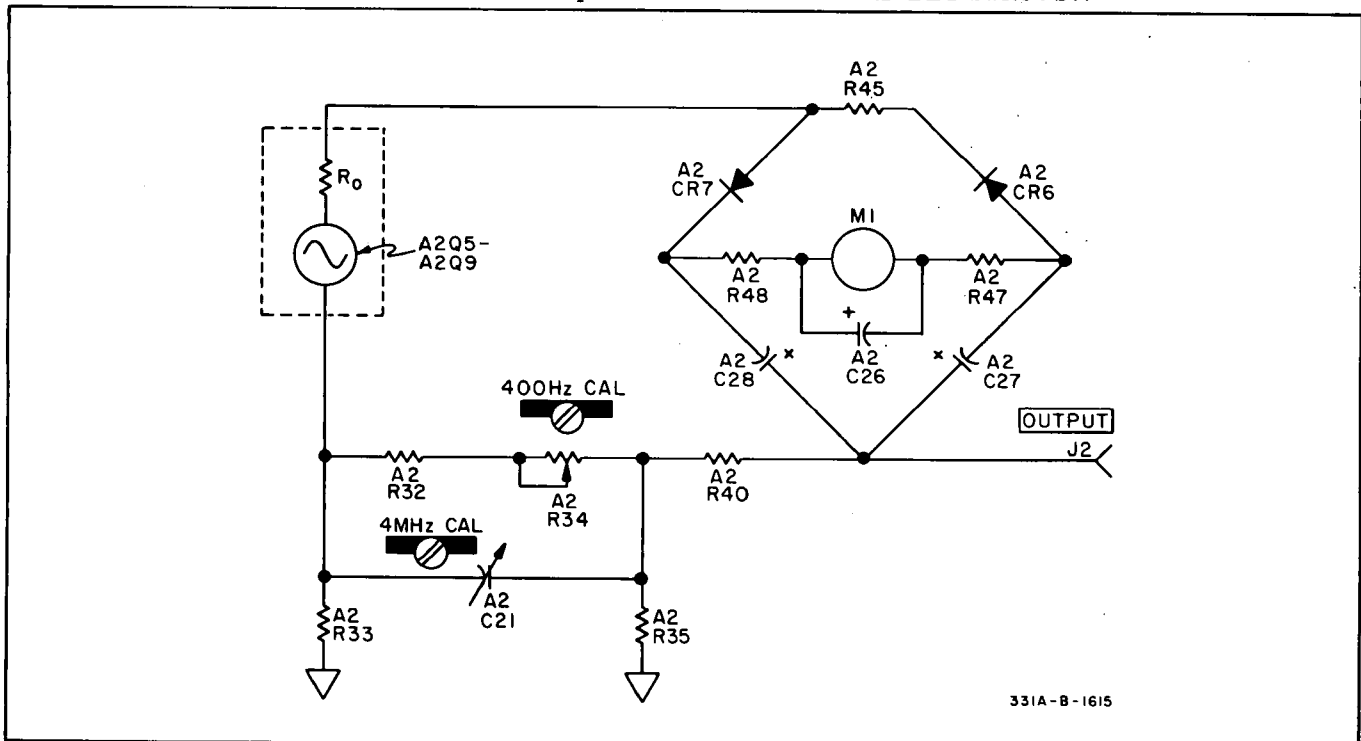 A2
R45
A2
CR7
A2
CR6
R₀
A2Q5-
A2Q9
M1
A2
R48
A2
R47
+
A2
C26
A2
C28
x
x
A2
C27
400Hz CAL
OUTPUT
J2
A2
R32
A2
R34
A2
R40
4MHz CAL
A2
C21
A2
R33
A2
R35
331A-B-1615